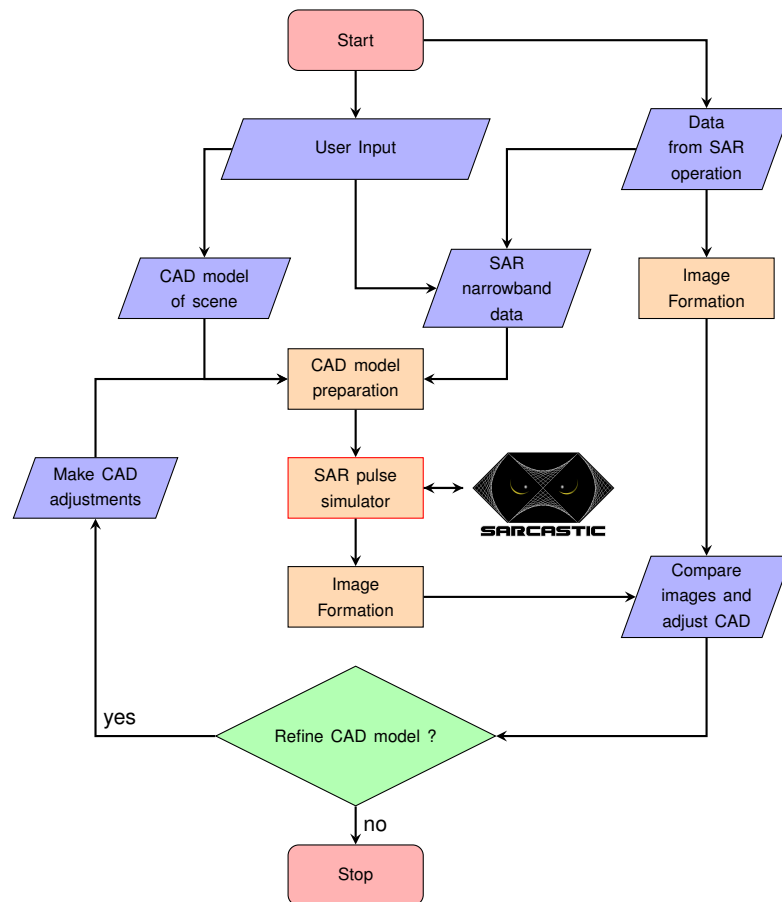 Start
User Input
Data
from SAR
operation
CAD model
of scene
SAR
narrowband
data
Image
Formation
CAD model
preparation
Make CAD
adjustments
SAR pulse
simulator
SARCASTIC
Image
Formation
Compare
images and
adjust CAD
yes
Refine CAD model ?
no
Stop